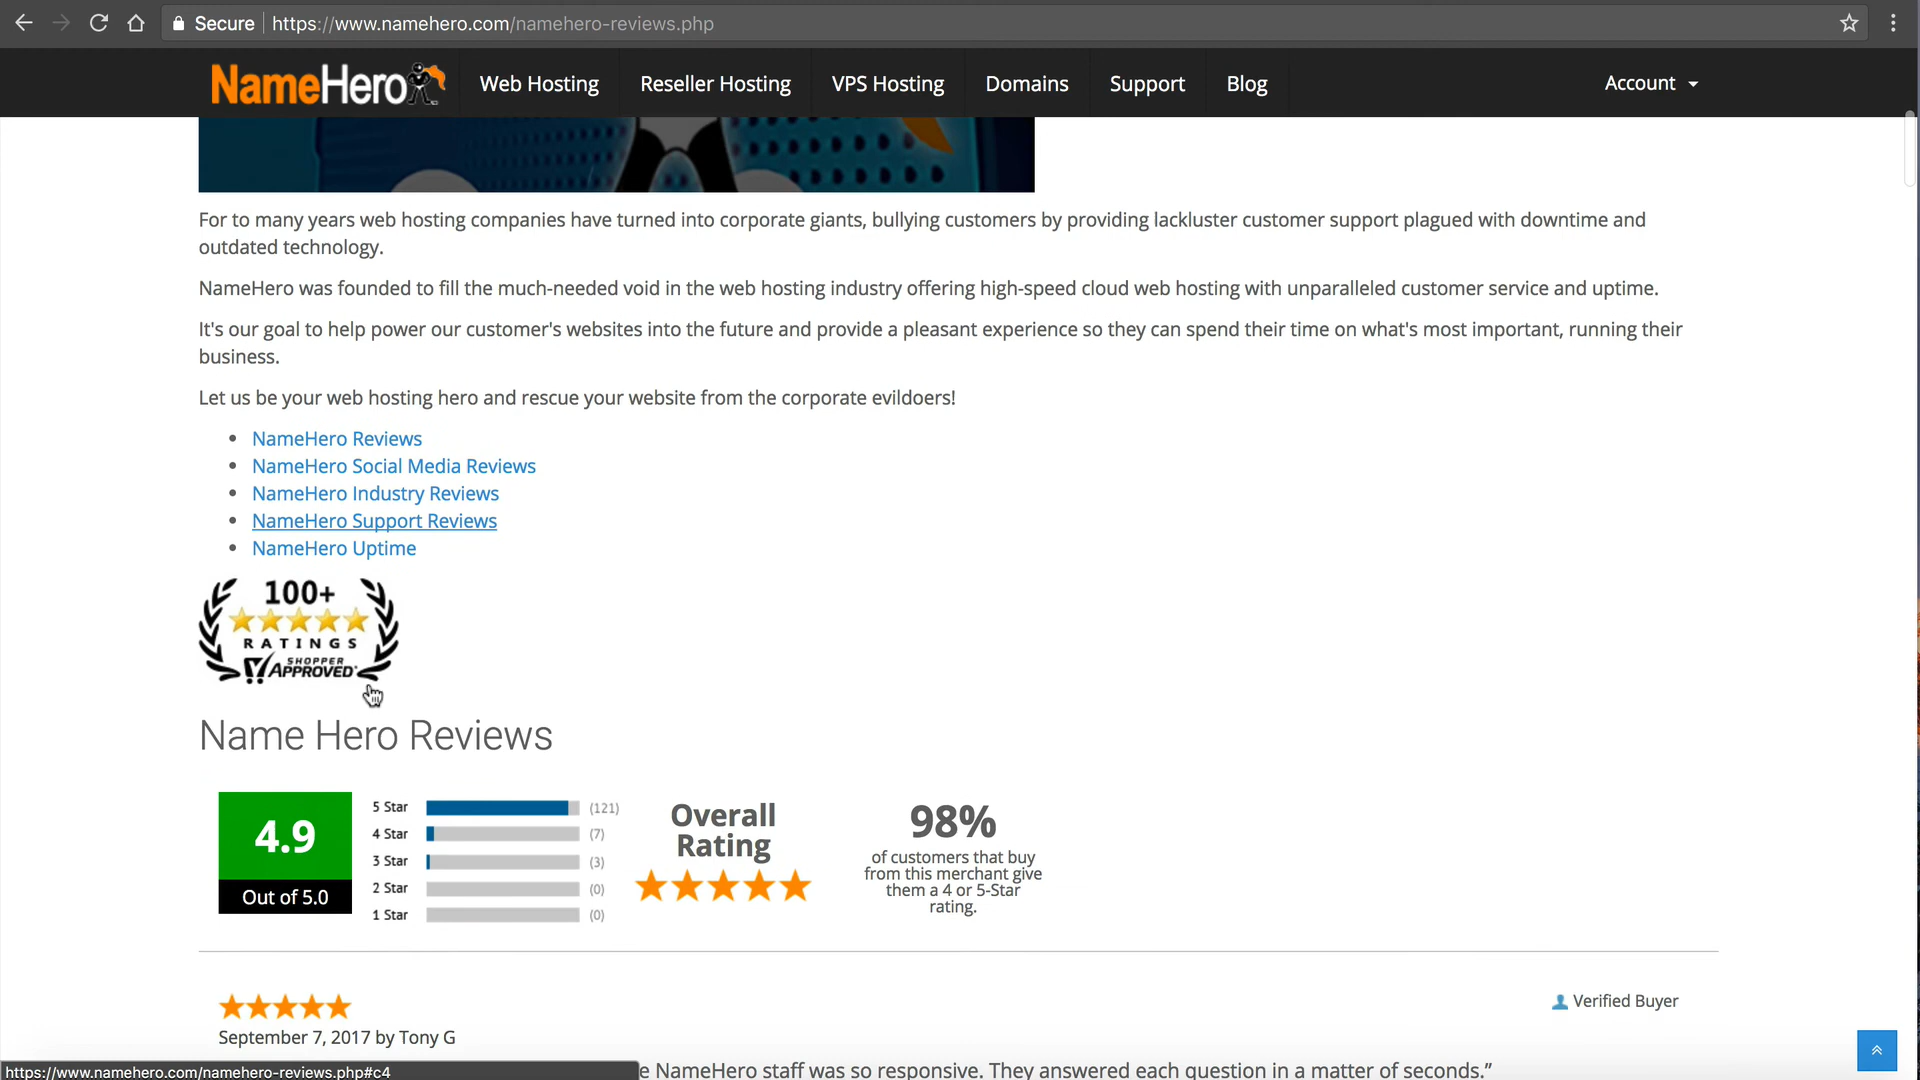 Secure https://www.namehero.com/namehero-reviews.php
NameHero
Web Hosting
Reseller Hosting
VPS Hosting
Domains
Support
Blog
Account
For to many years web hosting companies have turned into corporate giants, bullying customers by providing lackluster customer support plagued with downtime and
outdated technology.
NameHero was founded to fill the much-needed void in the web hosting industry offering high-speed cloud web hosting with unparalleled customer service and uptime.
It's our goal to help power our customer's websites into the future and provide a pleasant experience so they can spend their time on what's most important, running their
business.
Let us be your web hosting hero and rescue your website from the corporate evildoers!
NameHero Reviews
NameHero Social Media Reviews
NameHero Industry Reviews
NameHero Support Reviews
NameHero Uptime
100+
RATINGS
SHOPPER
APPROVED
Name Hero Reviews
4.9
Out of 5.0
5 Star (121)
4 Star (7)
3 Star (3)
2 Star (0)
1 Star (0)
Overall
Rating
98%
of customers that buy
from this merchant give
them a 4 or 5-Star
rating.
Verified Buyer
September 7, 2017 by Tony G
NameHero staff was so responsive. They answered each question in a matter of seconds.”
https://www.namehero.com/namehero-reviews.php#c4